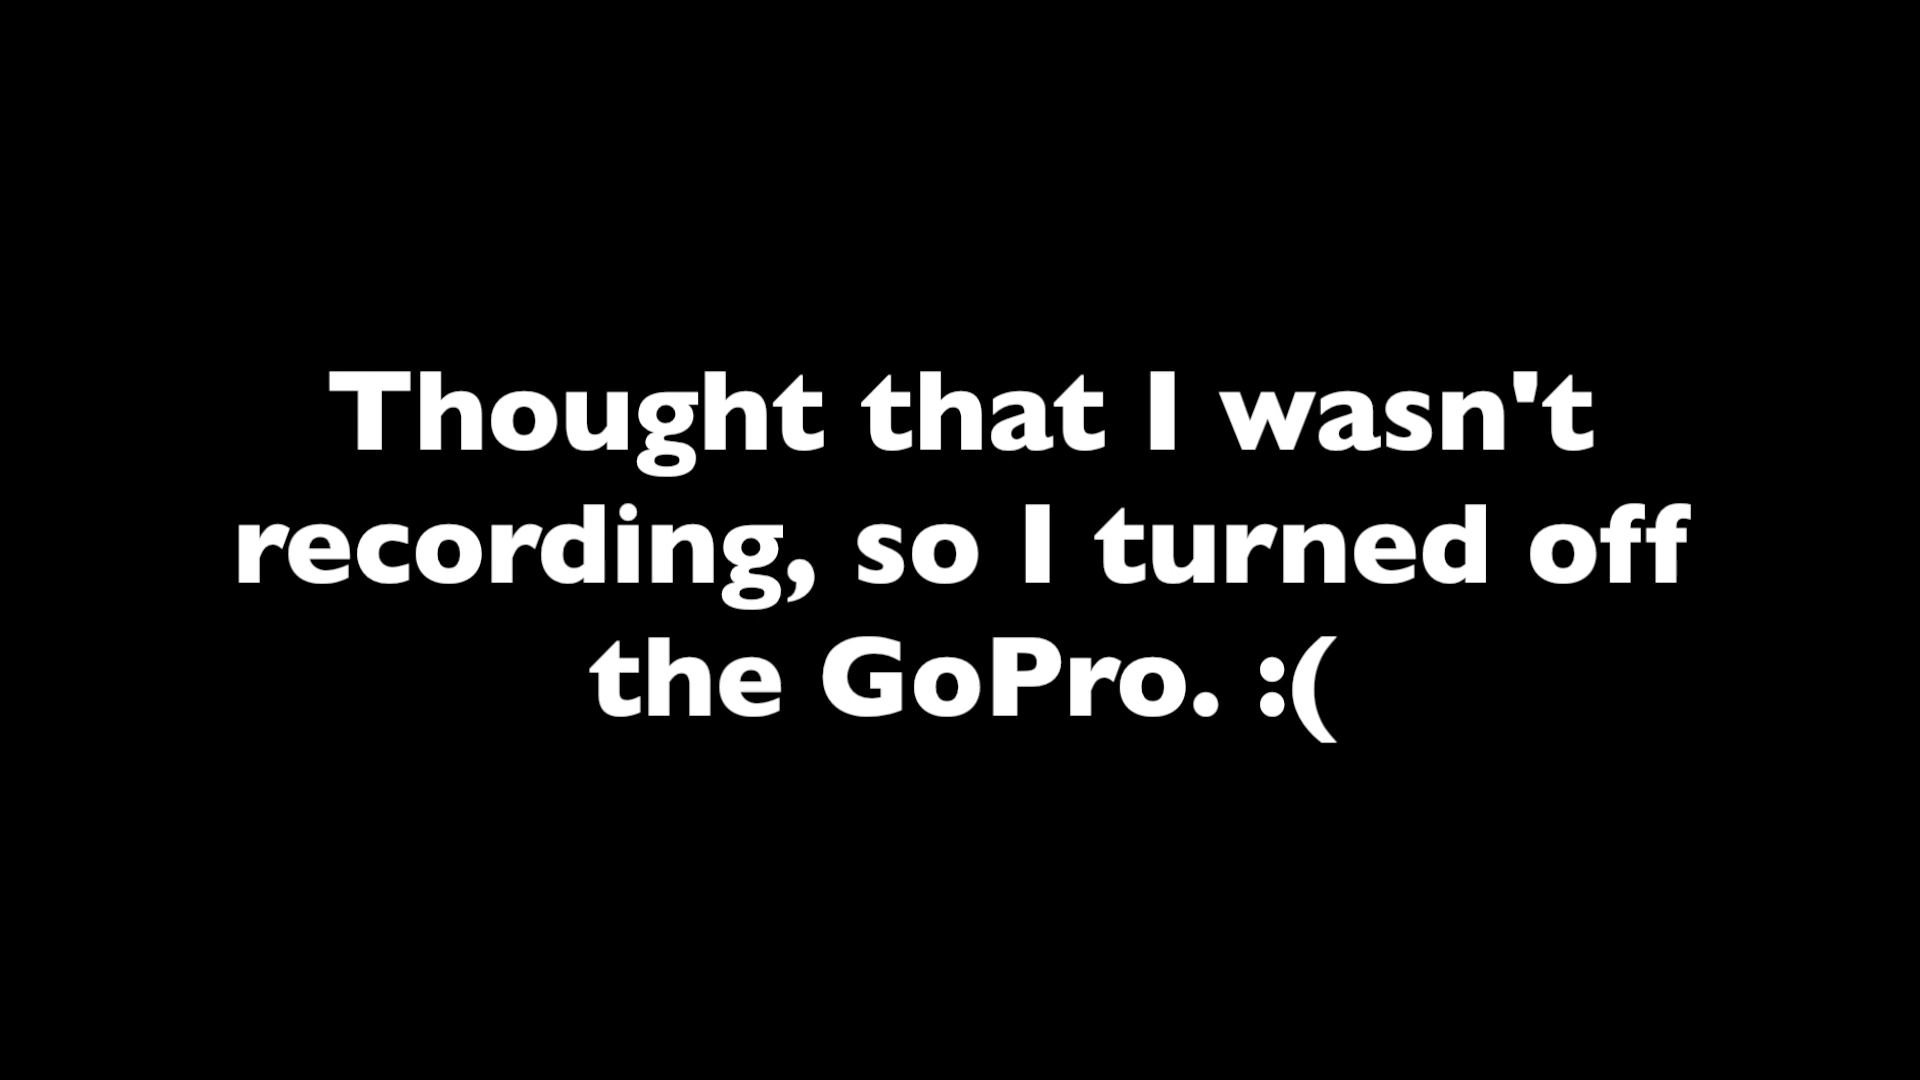 Thought that I wasn't
recording, so I turned off
the GoPro. :(